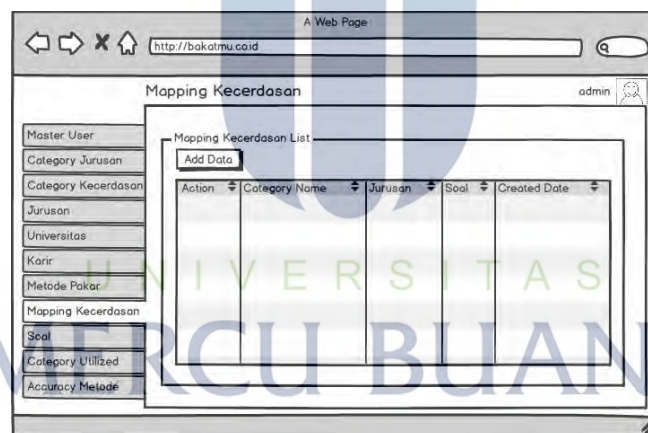 A Web Page
http://bakatmu.co.id
Mapping Kecerdasan
admin
Master User
Category Jurusan
Category Kecerdasan
Jurusan
Universitas
Karir
Metode Pakar
Mapping Kecerdasan
Soal
Category Utilized
Accuracy Metode
Mapping Kecerdasan List
Add Data
Action Category Name Jurusan Soal Created Date
UNIVERSITAS
MERCU BUAN